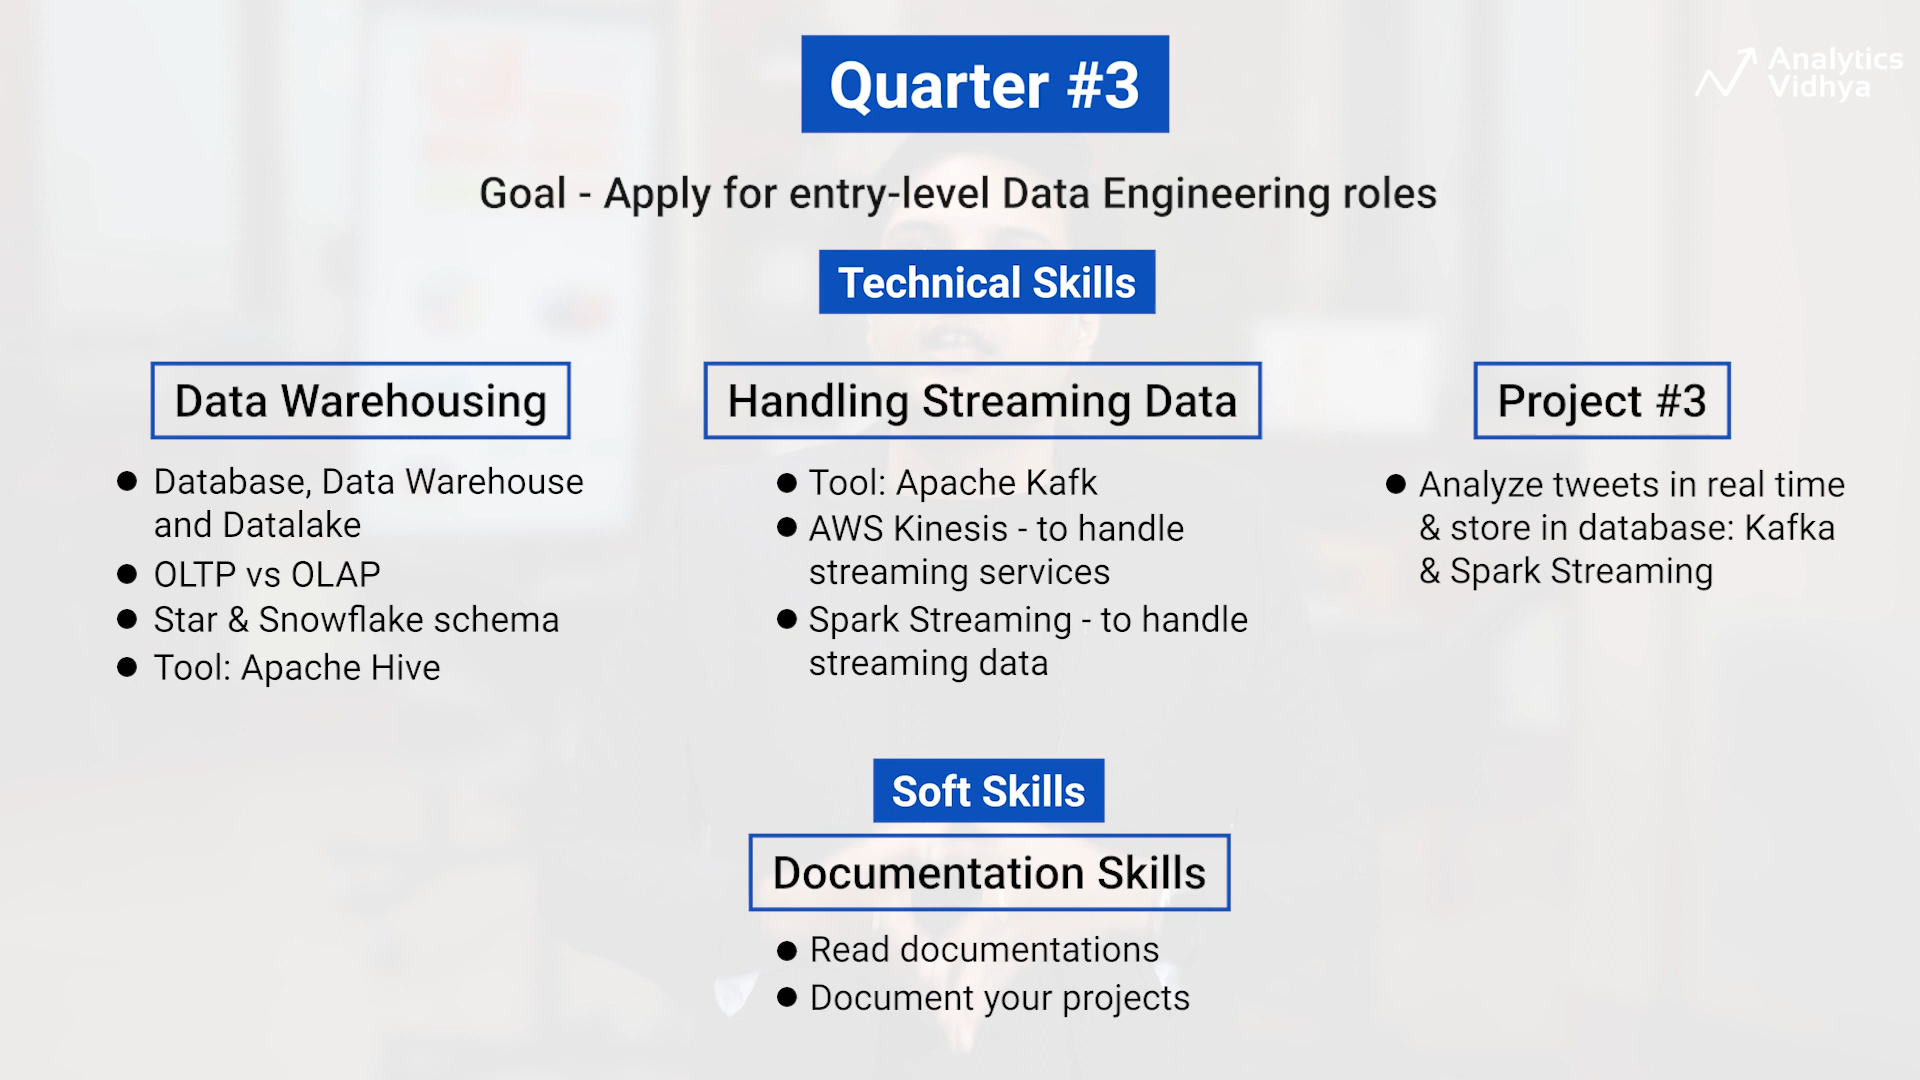 Quarter #3
Analytics
Vidhya
Goal - Apply for entry-level Data Engineering roles
Technical Skills
Data Warehousing
● Database, Data Warehouse
and Datalake
● OLTP vs OLAP
● Star & Snowflake schema
● Tool: Apache Hive
Handling Streaming Data
● Tool: Apache Kafk
● AWS Kinesis - to handle
streaming services
● Spark Streaming - to handle
streaming data
Project #3
● Analyze tweets in real time
& store in database: Kafka
& Spark Streaming
Soft Skills
Documentation Skills
● Read documentations
● Document your projects